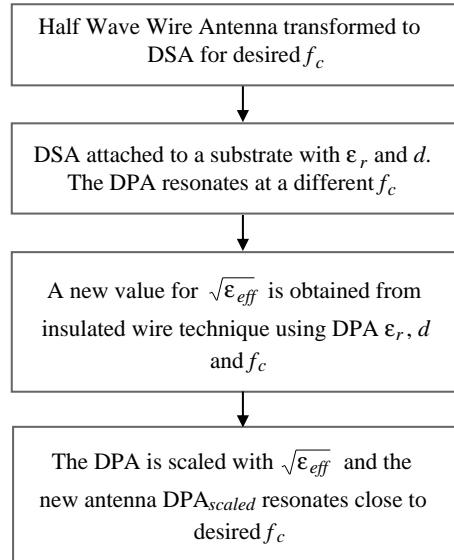 Half Wave Wire Antenna transformed to
DSA for desired f_c
DSA attached to a substrate with ε_r and d.
The DPA resonates at a different f_c
A new value for √ε_eff is obtained from
insulated wire technique using DPA ε_r, d
and f_c
The DPA is scaled with √ε_eff and the
new antenna DPA_scaled resonates close to
desired f_c